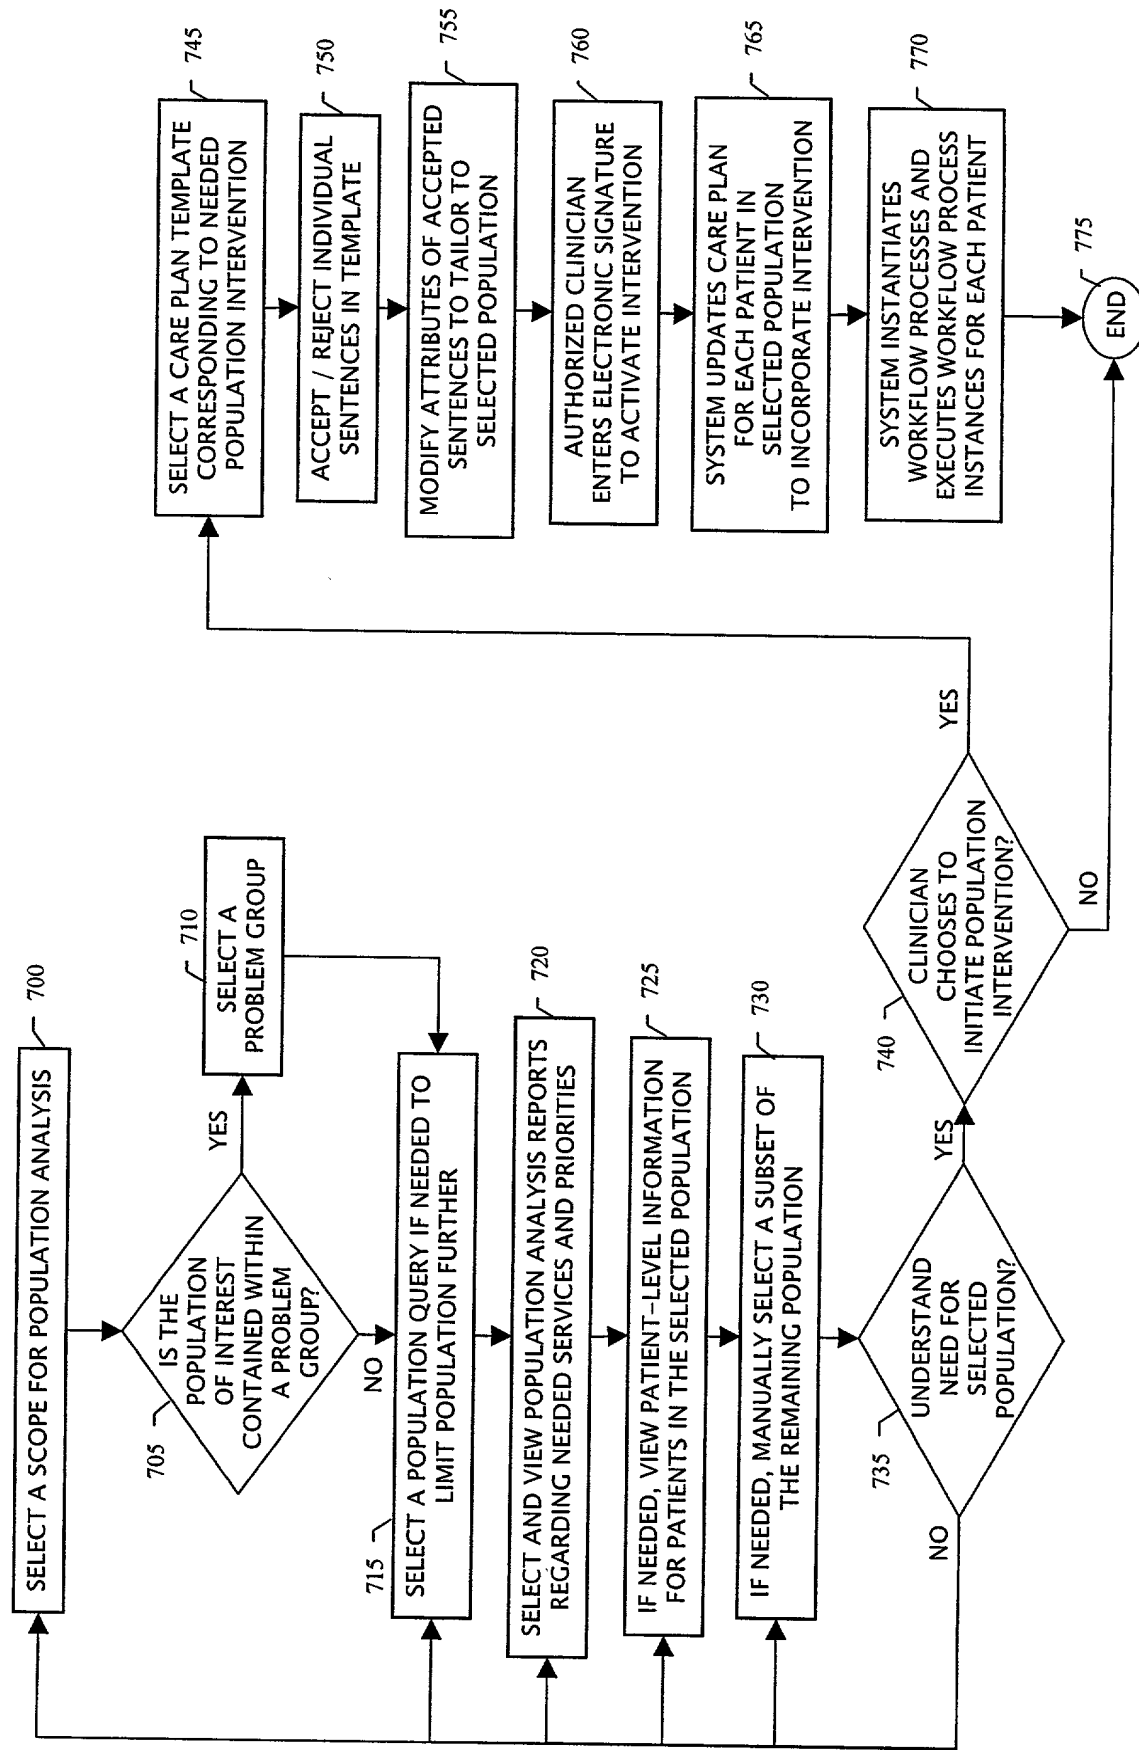 700
SELECT A SCOPE FOR POPULATION ANALYSIS
705
IS THE
POPULATION
OF INTEREST
CONTAINED WITHIN
A PROBLEM
GROUP?
YES
NO
710
SELECT A
PROBLEM GROUP
715
SELECT A POPULATION QUERY IF NEEDED TO
LIMIT POPULATION FURTHER
720
SELECT AND VIEW POPULATION ANALYSIS REPORTS
REGARDING NEEDED SERVICES AND PRIORITIES
725
IF NEEDED, VIEW PATIENT-LEVEL INFORMATION
FOR PATIENTS IN THE SELECTED POPULATION
730
IF NEEDED, MANUALLY SELECT A SUBSET OF
THE REMAINING POPULATION
735
UNDERSTAND
NEED FOR
SELECTED
POPULATION?
NO
YES
740
CLINICIAN
CHOOSES TO
INITIATE POPULATION
INTERVENTION?
YES
NO
745
SELECT A CARE PLAN TEMPLATE
CORRESPONDING TO NEEDED
POPULATION INTERVENTION
750
ACCEPT / REJECT INDIVIDUAL
SENTENCES IN TEMPLATE
755
MODIFY ATTRIBUTES OF ACCEPTED
SENTENCES TO TAILOR TO
SELECTED POPULATION
760
AUTHORIZED CLINICIAN
ENTERS ELECTRONIC SIGNATURE
TO ACTIVATE INTERVENTION
765
SYSTEM UPDATES CARE PLAN
FOR EACH PATIENT IN
SELECTED POPULATION
TO INCORPORATE INTERVENTION
770
SYSTEM INSTANTIATES
WORKFLOW PROCESSES AND
EXECUTES WORKFLOW PROCESS
INSTANCES FOR EACH PATIENT
775
END